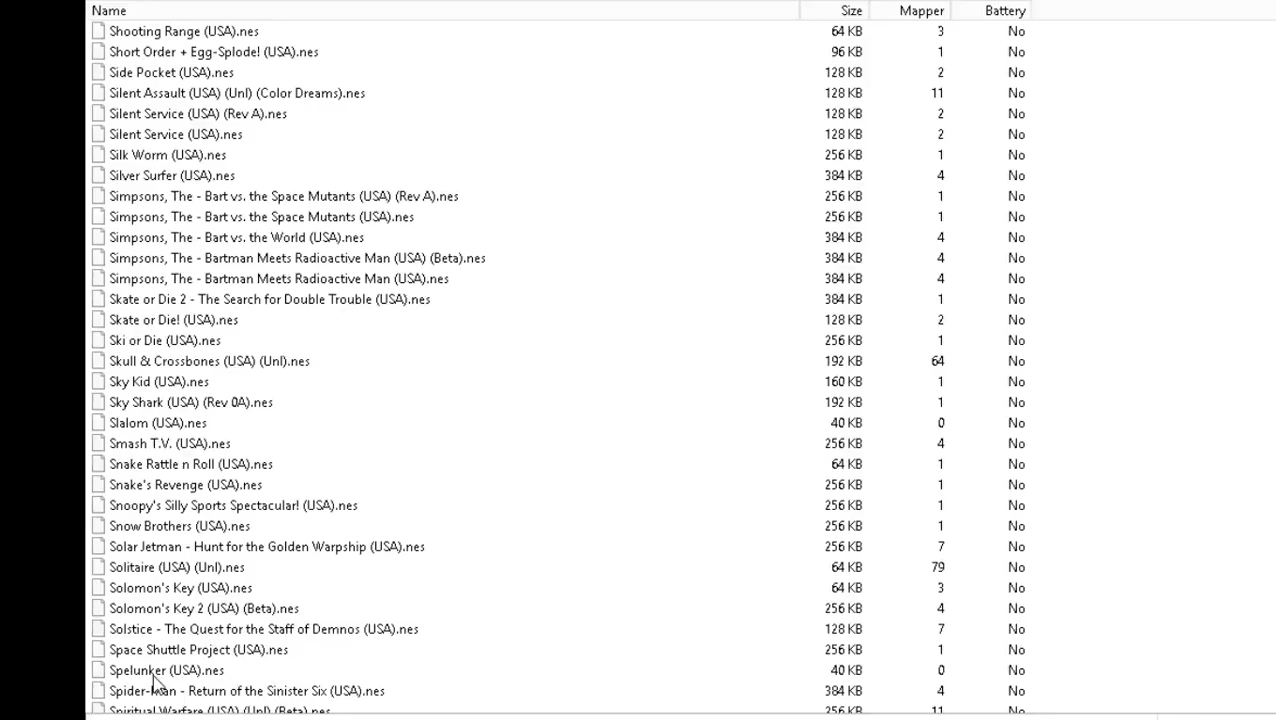 Name Size Mapper Battery
Shooting Range (USA).nes 64 KB 3 No
Short Order + Egg-Splode! (USA).nes 96 KB 1 No
Side Pocket (USA).nes 128 KB 2 No
Silent Assault (USA) (Unl) (Color Dreams).nes 128 KB 11 No
Silent Service (USA) (Rev A).nes 128 KB 2 No
Silent Service (USA).nes 128 KB 2 No
Silk Worm (USA).nes 256 KB 1 No
Silver Surfer (USA).nes 384 KB 4 No
Simpsons, The - Bart vs. the Space Mutants (USA) (Rev A).nes 256 KB 1 No
Simpsons, The - Bart vs. the Space Mutants (USA).nes 256 KB 1 No
Simpsons, The - Bart vs. the World (USA).nes 384 KB 4 No
Simpsons, The - Bartman Meets Radioactive Man (USA) (Beta).nes 384 KB 4 No
Simpsons, The - Bartman Meets Radioactive Man (USA).nes 384 KB 4 No
Skate or Die 2 - The Search for Double Trouble (USA).nes 384 KB 1 No
Skate or Die! (USA).nes 128 KB 2 No
Ski or Die (USA).nes 256 KB 1 No
Skull & Crossbones (USA) (Unl).nes 192 KB 64 No
Sky Kid (USA).nes 160 KB 1 No
Sky Shark (USA) (Rev 0A).nes 192 KB 1 No
Slalom (USA).nes 40 KB 0 No
Smash T.V. (USA).nes 256 KB 4 No
Snake Rattle n Roll (USA).nes 64 KB 1 No
Snake's Revenge (USA).nes 256 KB 1 No
Snoopy's Silly Sports Spectacular! (USA).nes 256 KB 1 No
Snow Brothers (USA).nes 256 KB 1 No
Solar Jetman - Hunt for the Golden Warpship (USA).nes 256 KB 7 No
Solitaire (USA) (Unl).nes 64 KB 79 No
Solomon's Key (USA).nes 64 KB 3 No
Solomon's Key 2 (USA) (Beta).nes 256 KB 4 No
Solstice - The Quest for the Staff of Demnos (USA).nes 128 KB 7 No
Space Shuttle Project (USA).nes 256 KB 1 No
Spelunker (USA).nes 40 KB 0 No
Spider-Man - Return of the Sinister Six (USA).nes 384 KB 4 No
Spiritual Warfare (USA) (Unl) (Beta).nes 256 KB 11 No